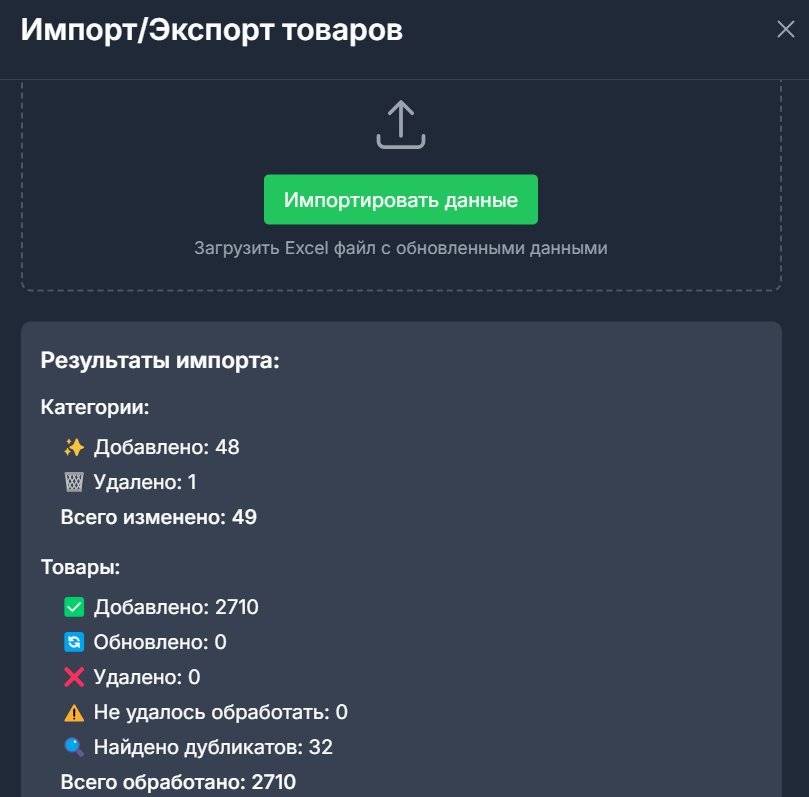 Импорт/Экспорт товаров
Импортировать данные
Загрузить Excel файл с обновленными данными
Результаты импорта:
Категории:
Добавлено: 48
Удалено: 1
Всего изменено: 49
Товары:
Добавлено: 2710
Обновлено: 0
Удалено: 0
Не удалось обработать: 0
Найдено дубликатов: 32
Всего обработано: 2710